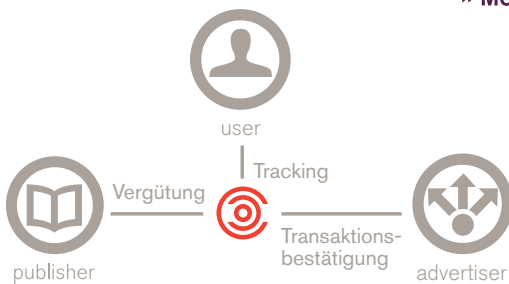 user
Tracking
Vergütung
Transaktions-
bestätigung
publisher
advertiser